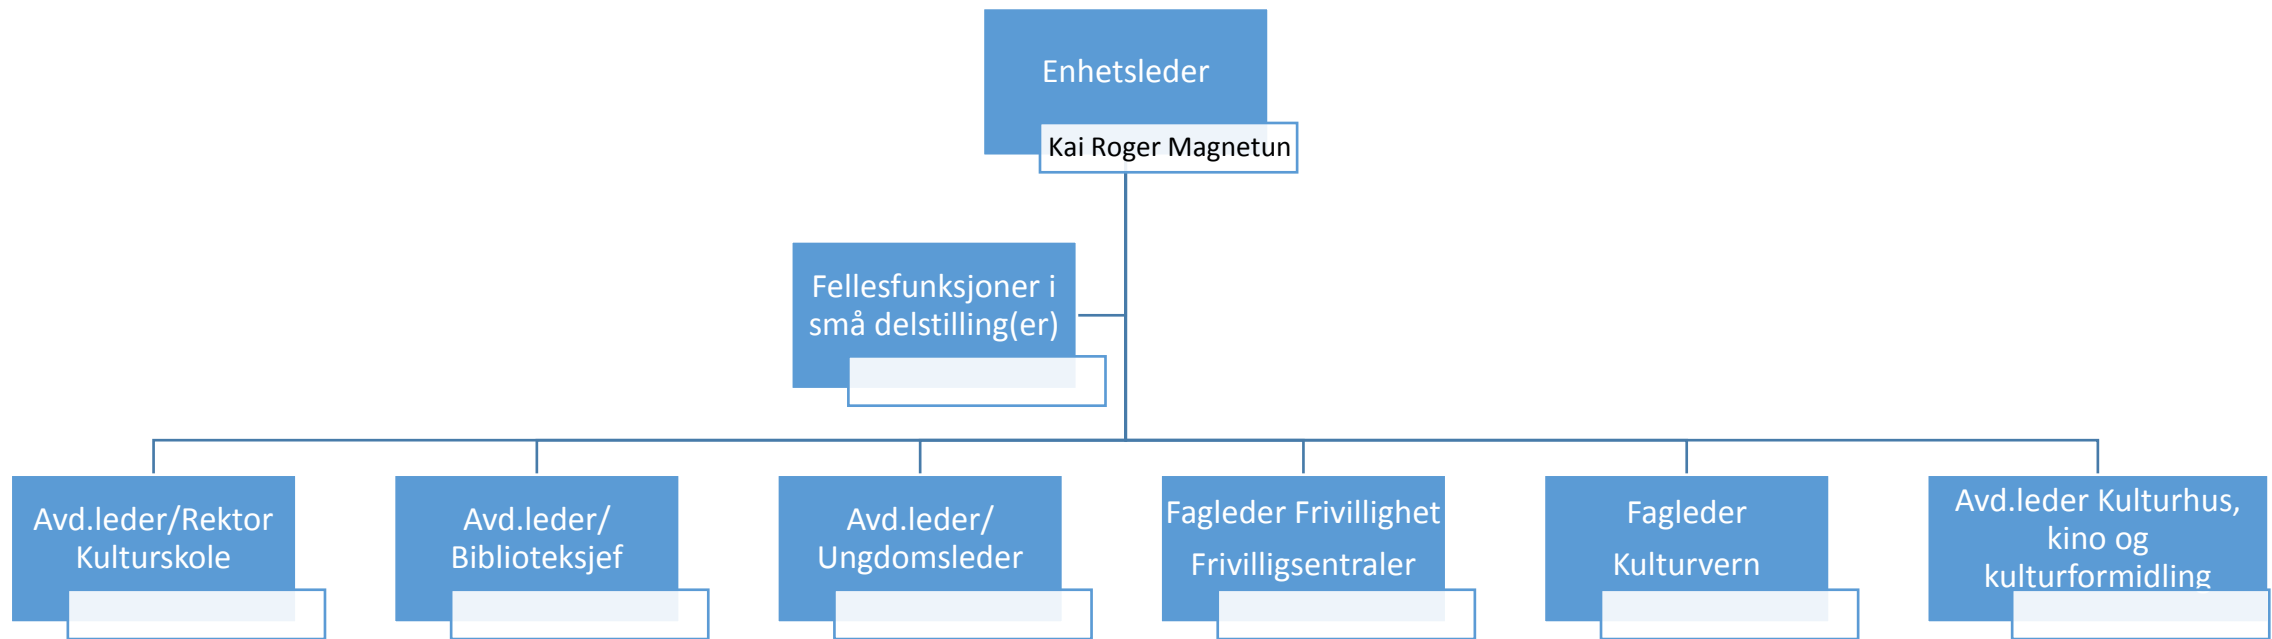 Enhetsleder
Kai Roger Magnetun
Fellesfunksjoner i
små delstilling(er)
Avd.leder/Rektor
Kulturskole
Avd.leder/
Biblioteksjef
Avd.leder/
Ungdomsleder
Fagleder Frivillighet
Frivilligsentraler
Fagleder
Kulturvern
Avd.leder Kulturhus,
kino og
kulturformidling